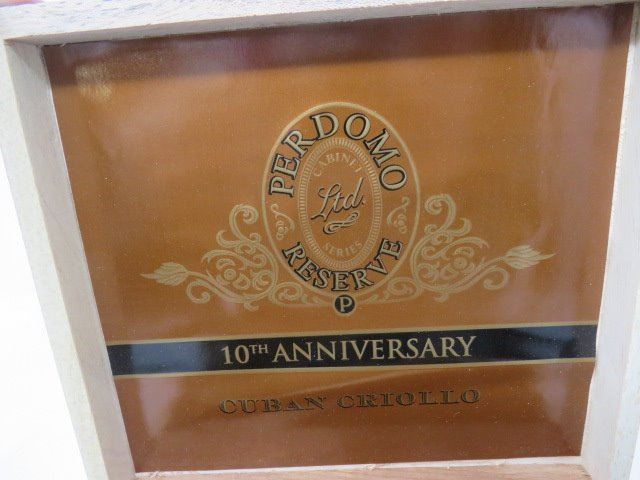 PERDOMO
CABINET
Ltd.
SERIES
RESERVE
P
10TH ANNIVERSARY
CUBAN CRIOLLO